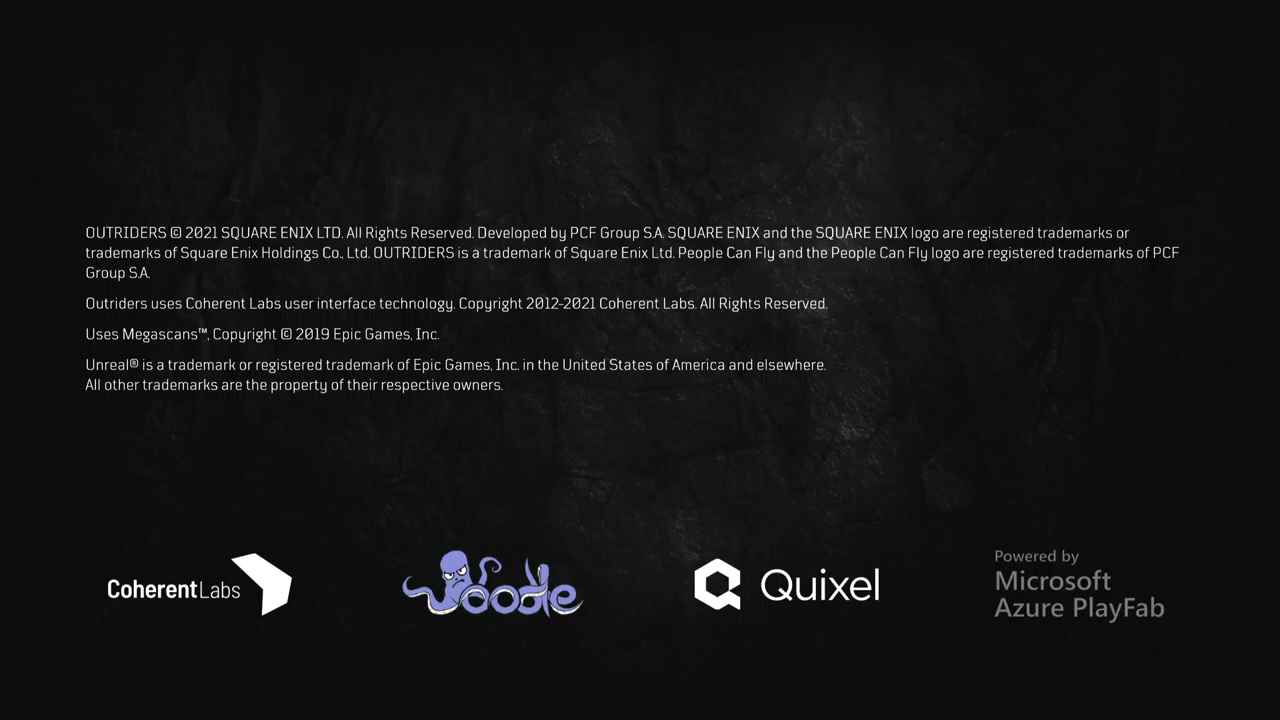 OUTRIDERS © 2021 SQUARE ENIX LTD. All Rights Reserved. Developed by PCF Group S.A. SQUARE ENIX and the SQUARE ENIX logo are registered trademarks or
trademarks of Square Enix Holdings Co., Ltd. OUTRIDERS is a trademark of Square Enix Ltd. People Can Fly and the People Can Fly logo are registered trademarks of PCF
Group S.A.
Outriders uses Coherent Labs user interface technology. Copyright 2012-2021 Coherent Labs. All Rights Reserved.
Uses Megascans™, Copyright © 2019 Epic Games, Inc.
Unreal® is a trademark or registered trademark of Epic Games, Inc. in the United States of America and elsewhere.
All other trademarks are the property of their respective owners.
CoherentLabs
Oodle
Quixel
Powered by
Microsoft
Azure PlayFab